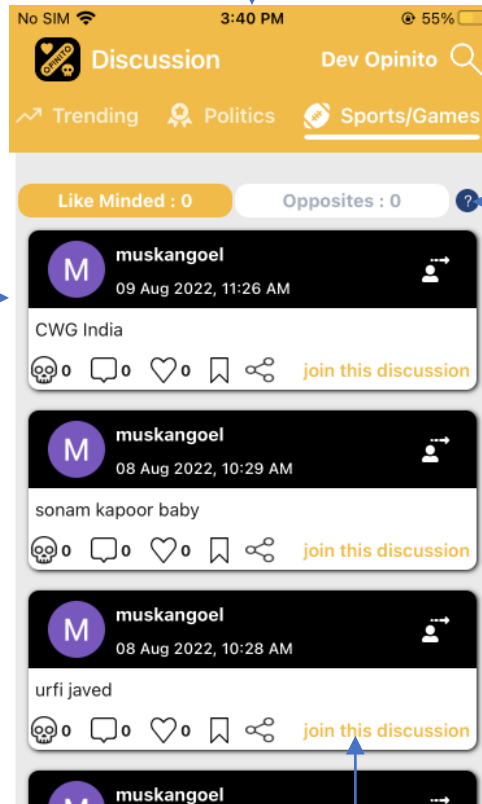 No SIM 3:40 PM 55%
OPINITO Discussion Dev Opinito
Trending Politics Sports/Games
Like Minded : 0 Opposites : 0 ?
M muskangoel
09 Aug 2022, 11:26 AM
CWG India
0 0 0 join this discussion
M muskangoel
08 Aug 2022, 10:29 AM
sonam kapoor baby
0 0 0 join this discussion
M muskangoel
08 Aug 2022, 10:28 AM
urfi javed
0 0 0 join this discussion
M muskangoel